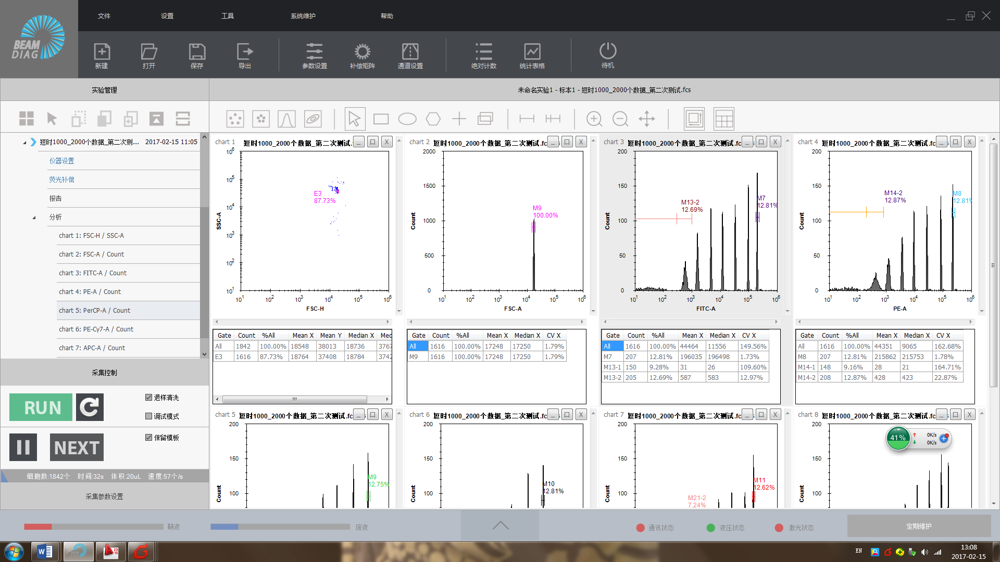 文件 设置 工具 系统维护 帮助
BEAM
DIAG
新建 打开 保存 导出 参数设置 补偿矩阵 通道设置 绝对计数 统计表格 待机
实验管理
未命名实验1 - 标本1 - 短时1000_2000个数据_第二次测试.fcs
短时1000_2000个数据_第二次测... 2017-02-15 11:05
仪器设置
荧光补偿
报告
分析
chart 1: FSC-H / SSC-A
chart 2: FSC-A / Count
chart 3: FITC-A / Count
chart 4: PE-A / Count
chart 5: PerCP-A / Count
chart 6: PE-Cy7-A / Count
chart 7: APC-A / Count
采集控制
RUN
退样清洗
调试模式
NEXT
保留模板
细胞数:1842个 时间:32s 体积:20uL 速度:57个/s
采集参数设置
chart 1 短时1000_2000个数据_第二次测试.
10^6
10^5
10^4
10^3
10^2
10^1
SSC-A
E3
87.73%
10^1 10^2 10^3 10^4 10^5 10^6
FSC-H
Gate Count %All Mean X Mean Y Median X Med
All 1842 100.00% 18548 38013 18736 3767
E3 1616 87.73% 18764 37408 18784 3742
chart 2 短时1000_2000个数据_第二次测试.fc
2000
1500
1000
500
0
Count
M9
100.00%
10^1 10^2 10^3 10^4 10^5 10^6
FSC-A
Gate Count %All Mean X Median X CV X
All 1616 100.00% 17248 17250 1.79%
M9 1616 100.00% 17248 17250 1.79%
chart 3 短时1000_2000个数据_第二次测试.fc
200
150
100
50
0
Count
M13-2
12.69%
M7
12.81%
10^1 10^2 10^3 10^4 10^5 10^6
FITC-A
Gate Count %All Mean X Median X CV X
All 1616 100.00% 44464 11556 149.56%
M7 207 12.81% 196035 196498 1.73%
M13-1 150 9.28% 31 26 109.60%
M13-2 205 12.69% 587 583 12.97%
chart 4 短时1000_2000个数据_第二次测试.fc
200
150
100
50
0
Count
M14-2
12.87%
M8
12.81%
10^1 10^2 10^3 10^4 10^5 10^6
PE-A
Gate Count %All Mean X Median X CV X
All 1616 100.00% 44351 9065 162.68%
M8 207 12.81% 215862 215753 1.78%
M14-1 148 9.16% 28 21 164.71%
M14-2 208 12.87% 428 423 22.87%
chart 5 短时1000_2000个数据_第二次测试.fc
200
150
100
Count
M9
12.75%
chart 6 短时1000_2000个数据_第二次测试.fc
200
150
100
Count
M10
12.81%
chart 7 短时1000_2000个数据_第二次测试.fc
200
150
100
Count
M21-2
7.24%
M11
12.62%
chart 8 短时1000_2000个数据_第二次测试.fc
200
150
100
Count
41%
0K/s
0K/s
鞘液 废液 通讯状态 液压状态 激光状态 定期维护
EN
13:08
2017-02-15